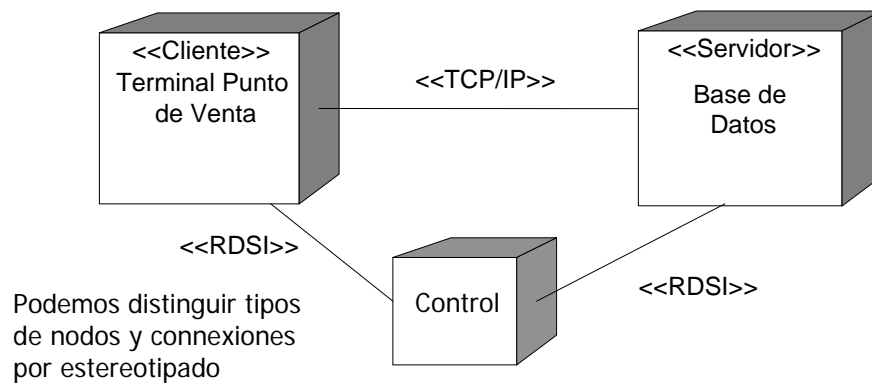 <<Cliente>>
Terminal Punto
de Venta
<<TCP/IP>>
<<Servidor>>
Base de
Datos
<<RDSI>>
Control
<<RDSI>>
Podemos distinguir tipos
de nodos y connexiones
por estereotipado